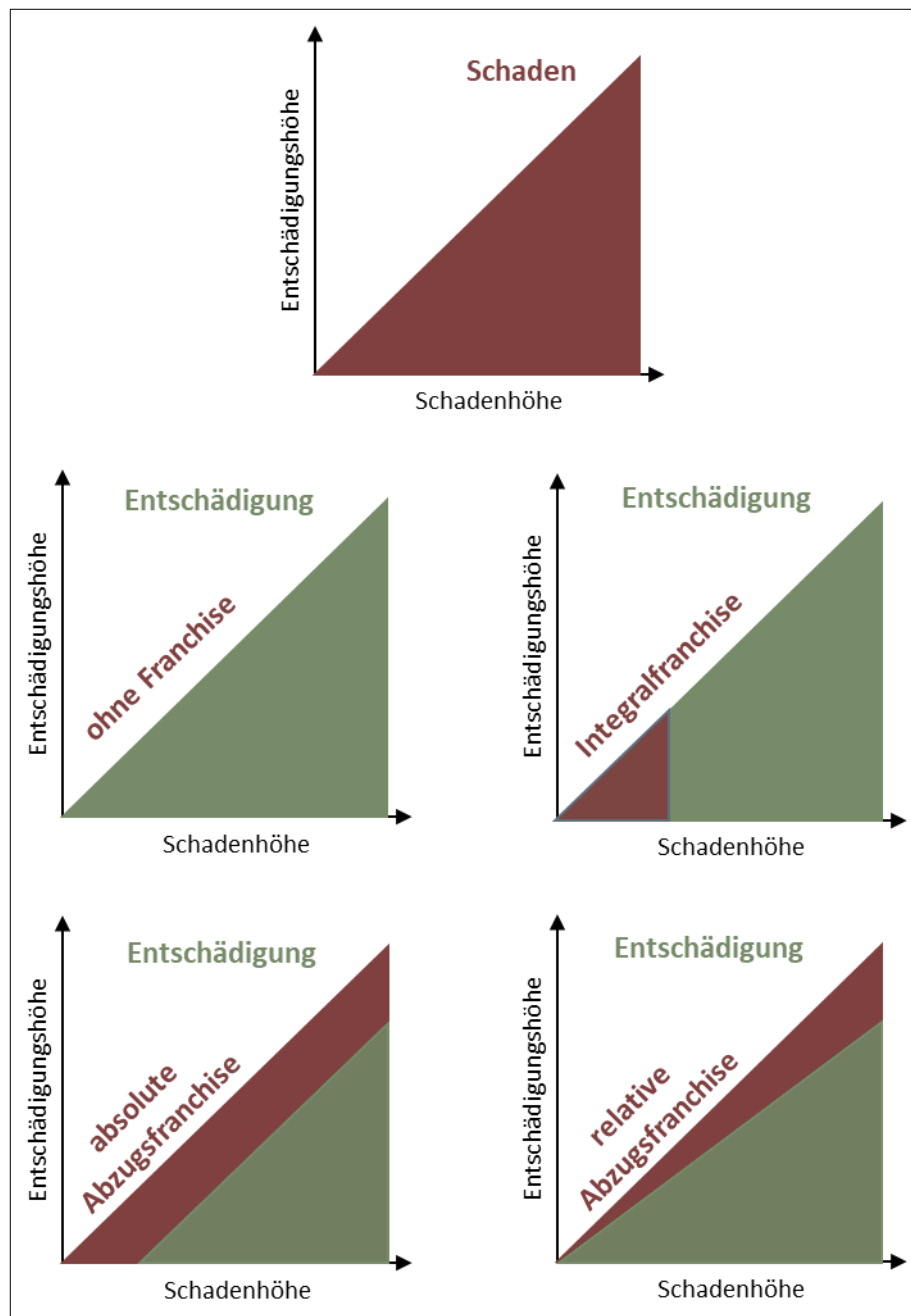 Schaden
Entschädigungshöhe
Schadenhöhe
Entschädigung
ohne Franchise
Entschädigungshöhe
Schadenhöhe
Entschädigung
Integralfranchise
Entschädigungshöhe
Schadenhöhe
Entschädigung
absolute
Abzugsfranchise
Entschädigungshöhe
Schadenhöhe
Entschädigung
relative
Abzugsfranchise
Entschädigungshöhe
Schadenhöhe